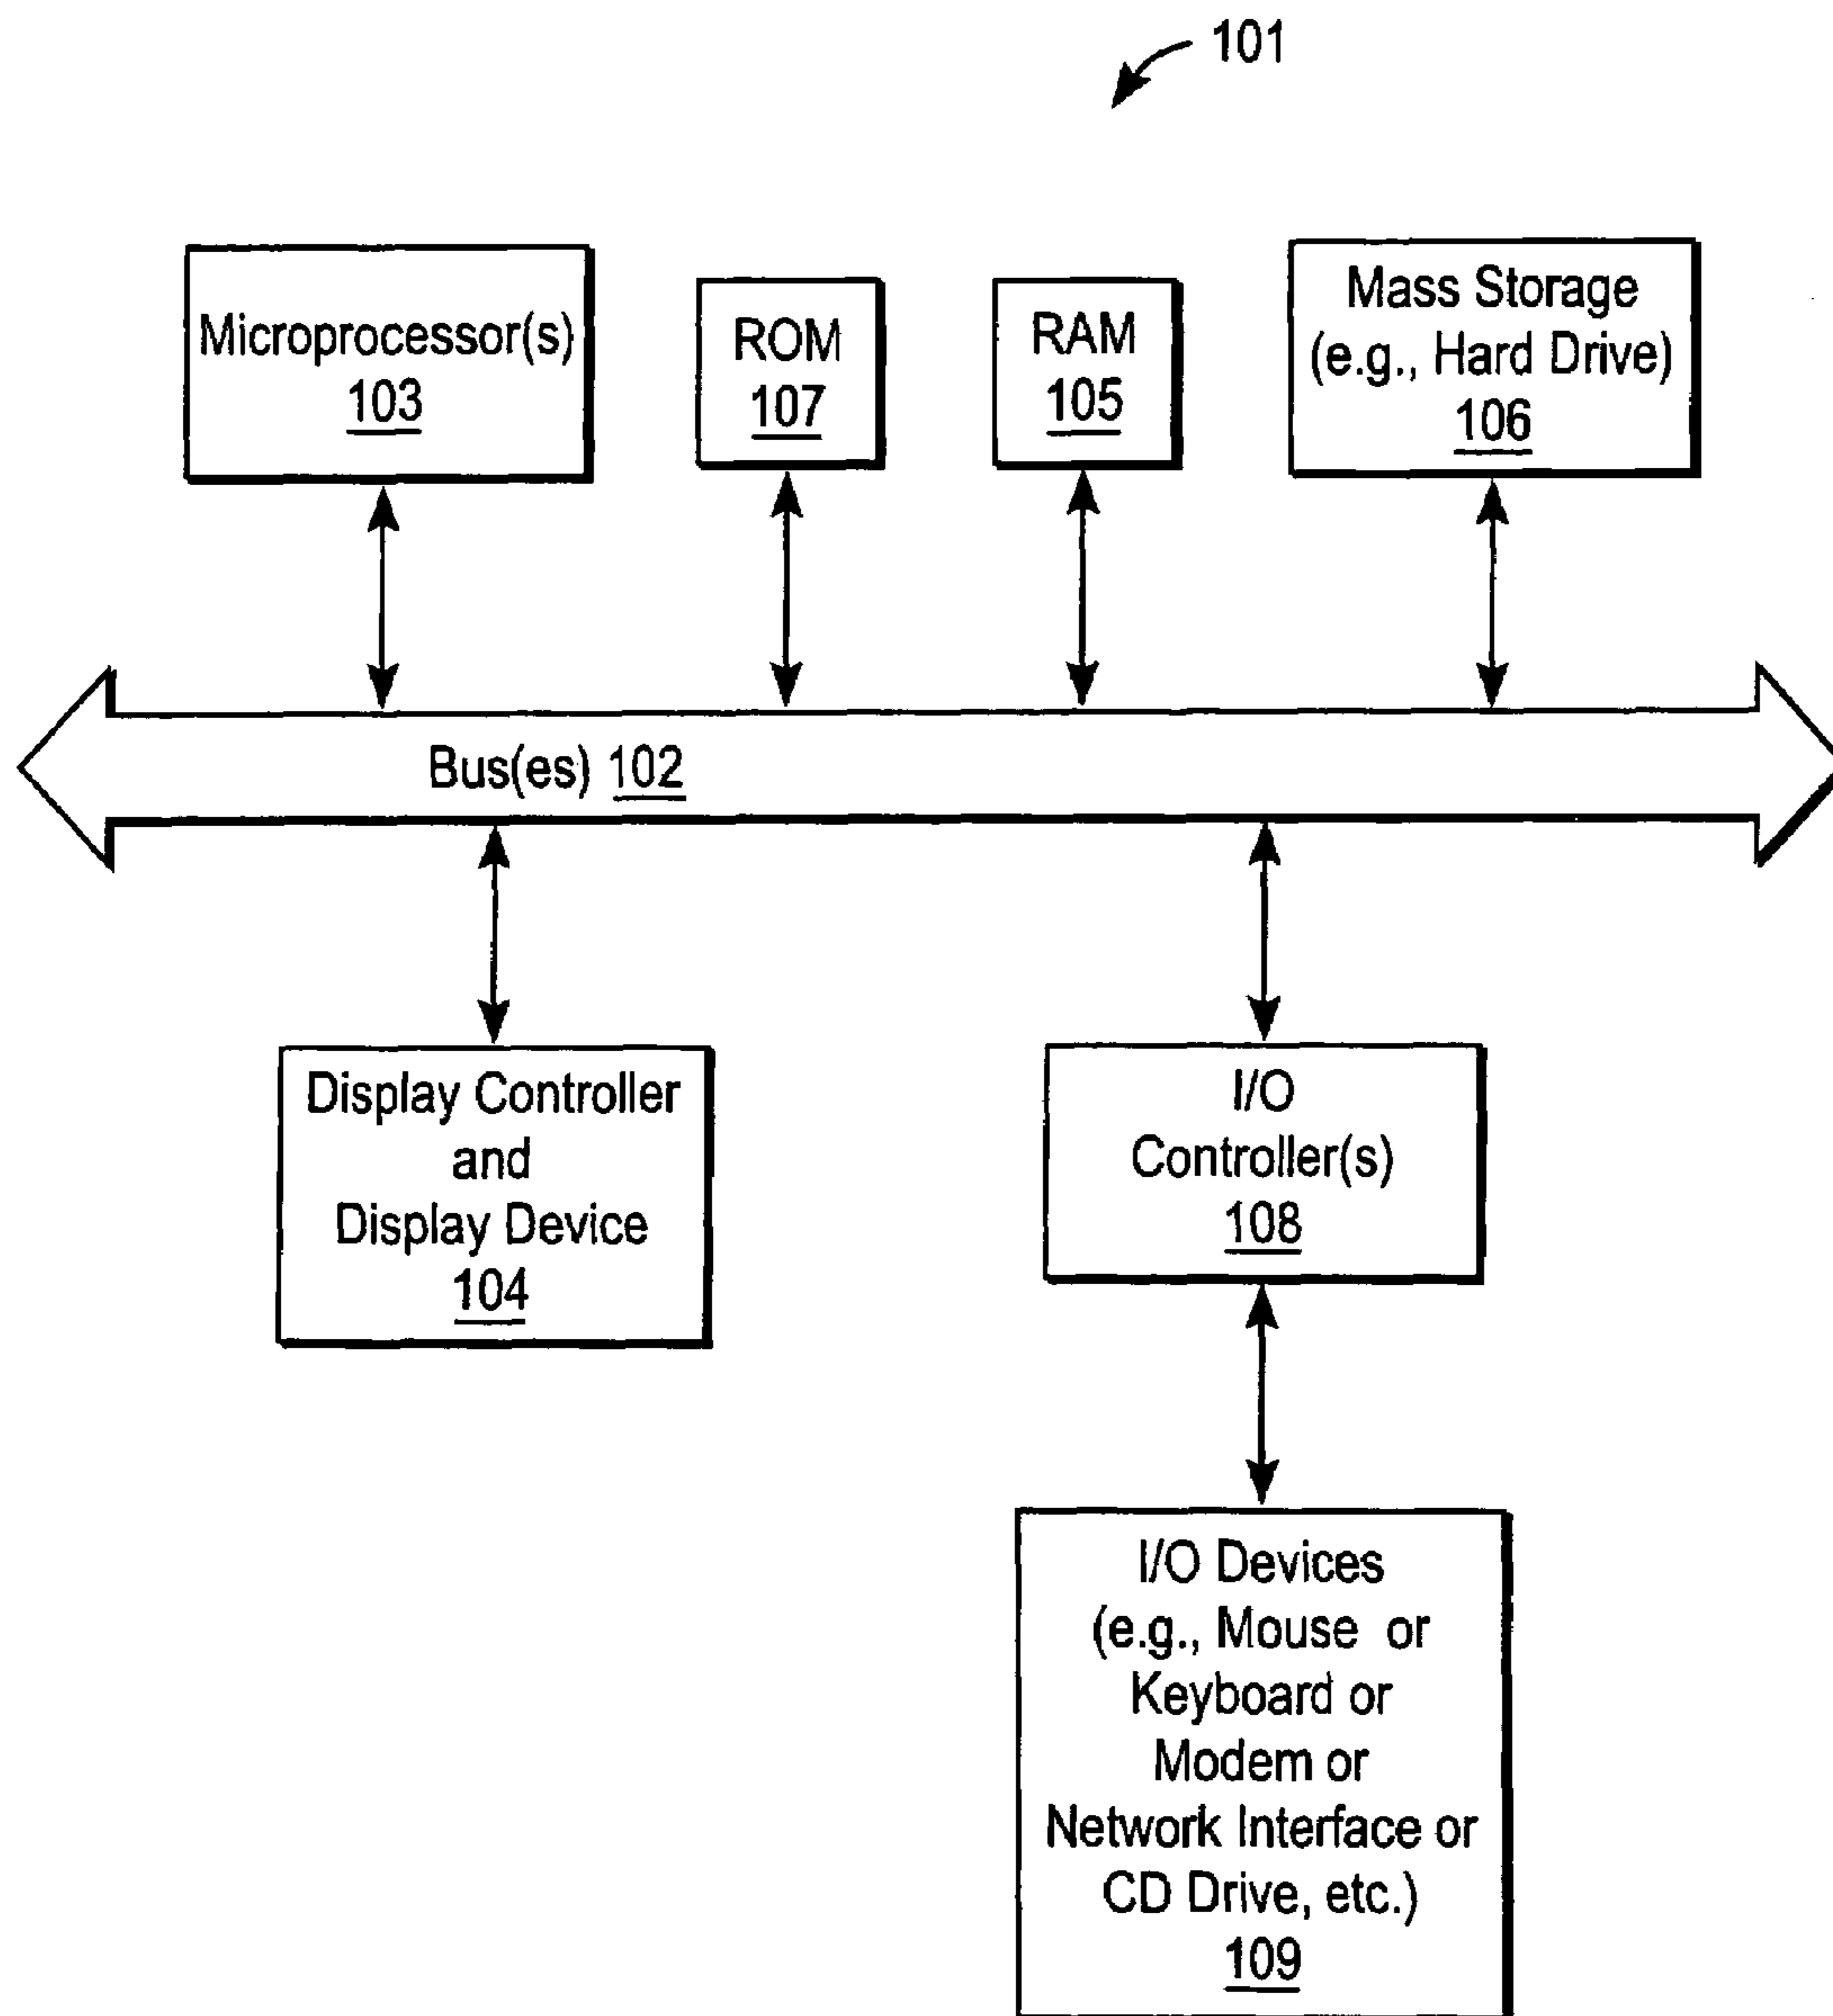 101
Microprocessor(s)
103
ROM
107
RAM
105
Mass Storage
(e.g., Hard Drive)
106
Bus(es) 102
Display Controller
and
Display Device
104
I/O
Controller(s)
108
I/O Devices
(e.g., Mouse or
Keyboard or
Modem or
Network Interface or
CD Drive, etc.)
109